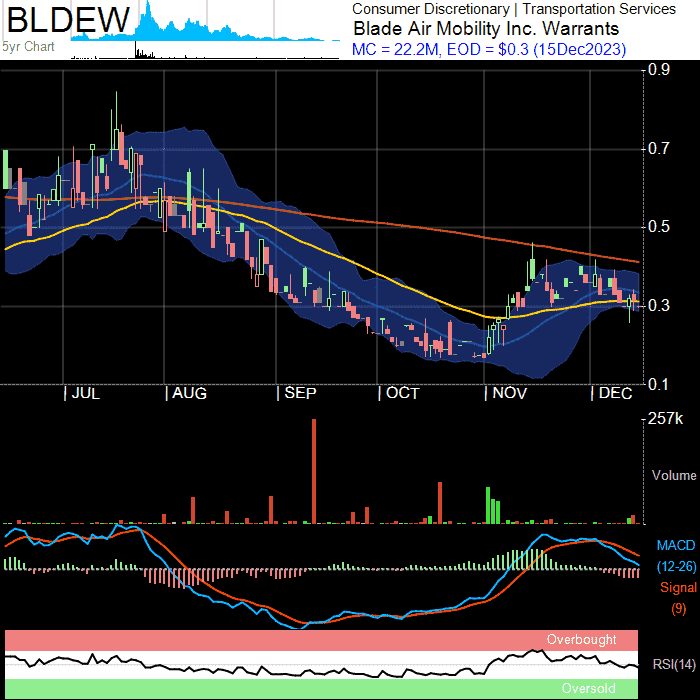 BLDEW
5yr Chart
Consumer Discretionary | Transportation Services
Blade Air Mobility Inc. Warrants
MC = 22.2M, EOD = $0.3 (15Dec2023)
0.9
0.7
0.5
0.3
0.1
| JUL | AUG | SEP | OCT | NOV | DEC
257k
Volume
MACD
(12-26)
Signal
(9)
Overbought
RSI(14)
Oversold